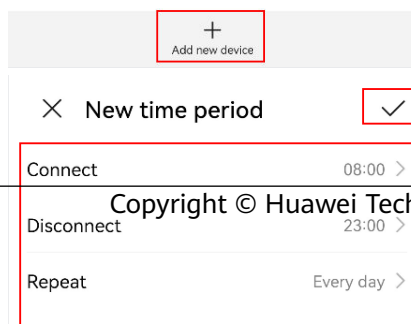 Add new device
New time period
Connect 08:00
Copyright © Huawei Tech
Disconnect 23:00
Repeat Every day